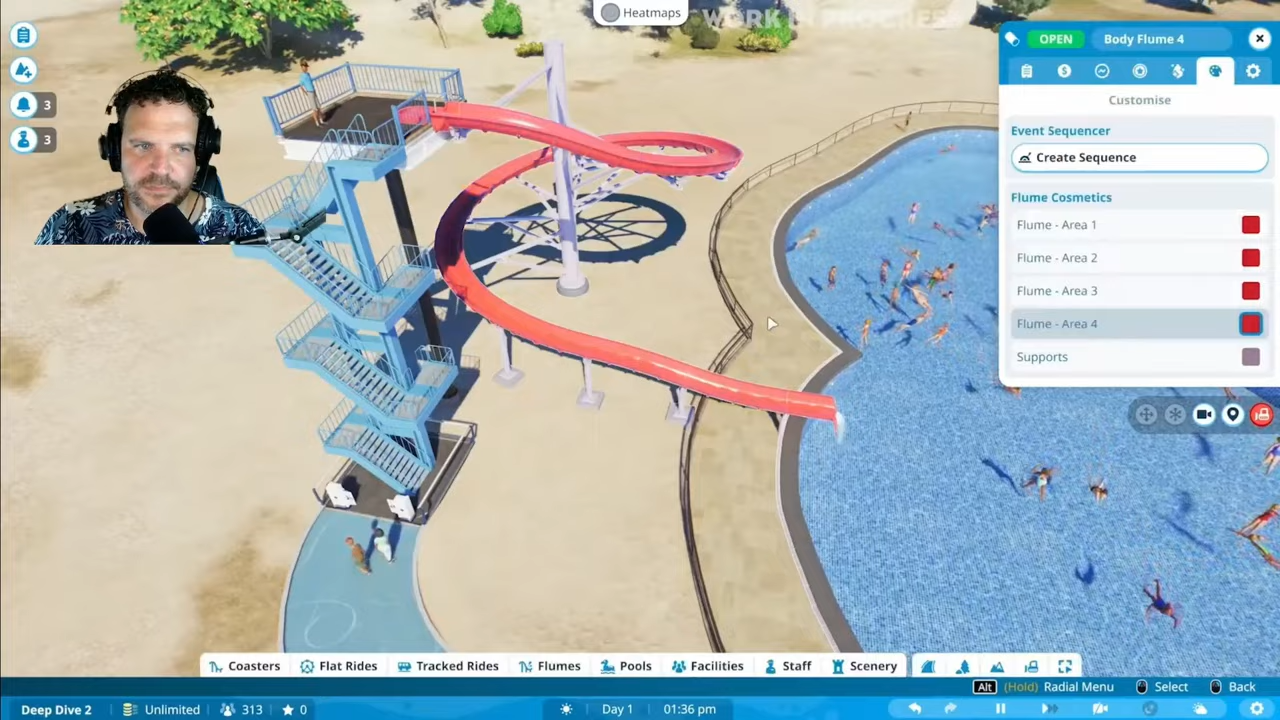 Heatmaps
WORK IN PROGRESS
3
3
OPEN
Body Flume 4
Customise
Event Sequencer
Create Sequence
Flume Cosmetics
Flume - Area 1
Flume - Area 2
Flume - Area 3
Flume - Area 4
Supports
Coasters
Flat Rides
Tracked Rides
Flumes
Pools
Facilities
Staff
Scenery
Alt (Hold) Radial Menu Select Back
Deep Dive 2 Unlimited 313 0 Day 1 01:36 pm